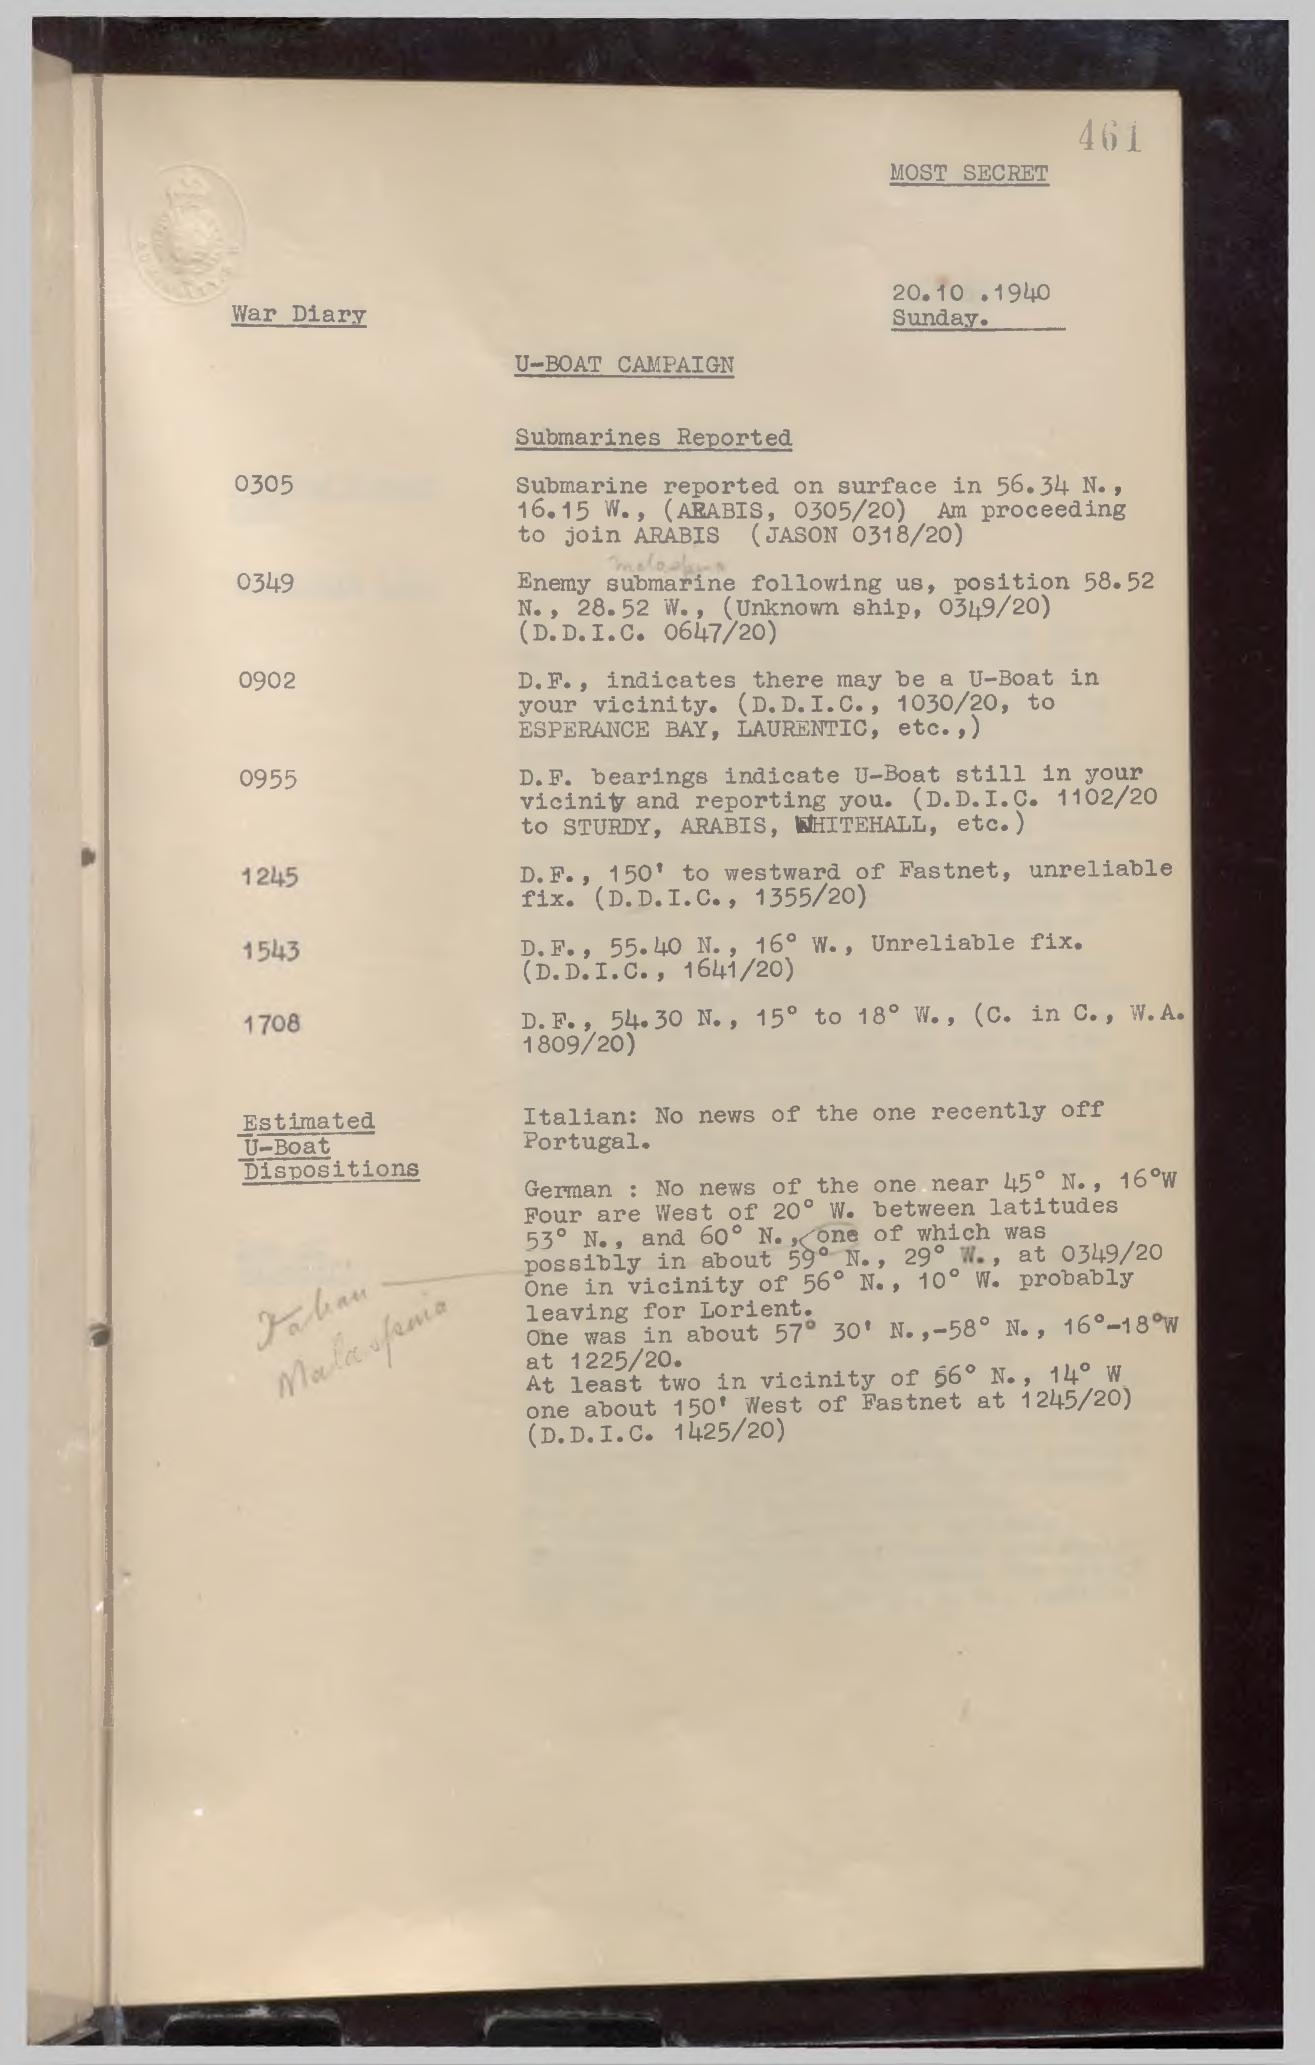 461
MOST SECRET
20.10 .1940
War Diary
Sunday.
U-BOAT CAMPAIGN
Submarines Reported
0305 Submarine reported on surface in 56.34 N.,
16.15 W., (ARABIS, 0305/20) Am proceeding
to join ARABIS (JASON 0318/20)
Malaspina
0349 Enemy submarine following us, position 58.52
N., 28.52 W., (Unknown ship, 0349/20)
(D.D.I.C. 0647/20)
0902 D.F., indicates there may be a U-Boat in
your vicinity. (D.D.I.C., 1030/20, to
ESPERANCE BAY, LAURENTIC, etc.,)
0955 D.F. bearings indicate U-Boat still in your
vicinity and reporting you. (D.D.I.C. 1102/20
to STURDY, ARABIS, WHITEHALL, etc.)
1245 D.F., 150' to westward of Fastnet, unreliable
fix. (D.D.I.C., 1355/20)
1543 D.F., 55.40 N., 16° W., Unreliable fix.
(D.D.I.C., 1641/20)
1708 D.F., 54.30 N., 15° to 18° W., (C. in C., W.A.
1809/20)
Estimated
U-Boat
Dispositions
Italian: No news of the one recently off
Portugal.
German : No news of the one near 45° N., 16°W
Four are West of 20° W. between latitudes
53° N., and 60° N., one of which was
possibly in about 59° N., 29° W., at 0349/20
One in vicinity of 56° N., 10° W. probably
leaving for Lorient.
One was in about 57° 30' N.,-58° N., 16°-18°W
at 1225/20.
At least two in vicinity of 56° N., 14° W
one about 150' West of Fastnet at 1245/20)
(D.D.I.C. 1425/20)
Italian
Malaspina